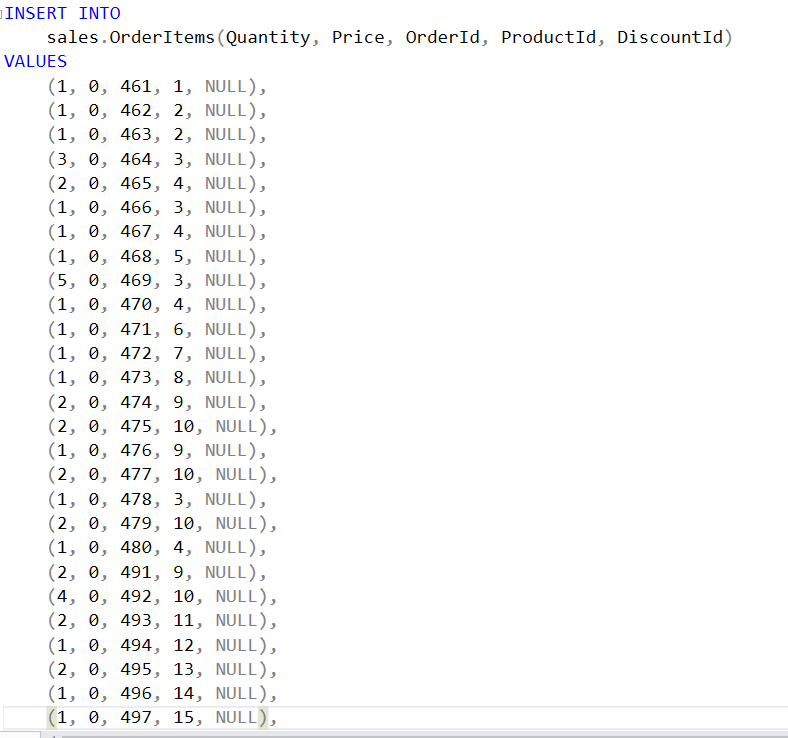 INSERT INTO
    sales.OrderItems(Quantity, Price, OrderId, ProductId, DiscountId)
VALUES
    (1, 0, 461, 1, NULL),
    (1, 0, 462, 2, NULL),
    (1, 0, 463, 2, NULL),
    (3, 0, 464, 3, NULL),
    (2, 0, 465, 4, NULL),
    (1, 0, 466, 3, NULL),
    (1, 0, 467, 4, NULL),
    (1, 0, 468, 5, NULL),
    (5, 0, 469, 3, NULL),
    (1, 0, 470, 4, NULL),
    (1, 0, 471, 6, NULL),
    (1, 0, 472, 7, NULL),
    (1, 0, 473, 8, NULL),
    (2, 0, 474, 9, NULL),
    (2, 0, 475, 10, NULL),
    (1, 0, 476, 9, NULL),
    (2, 0, 477, 10, NULL),
    (1, 0, 478, 3, NULL),
    (2, 0, 479, 10, NULL),
    (1, 0, 480, 4, NULL),
    (2, 0, 491, 9, NULL),
    (4, 0, 492, 10, NULL),
    (2, 0, 493, 11, NULL),
    (1, 0, 494, 12, NULL),
    (2, 0, 495, 13, NULL),
    (1, 0, 496, 14, NULL),
    (1, 0, 497, 15, NULL),